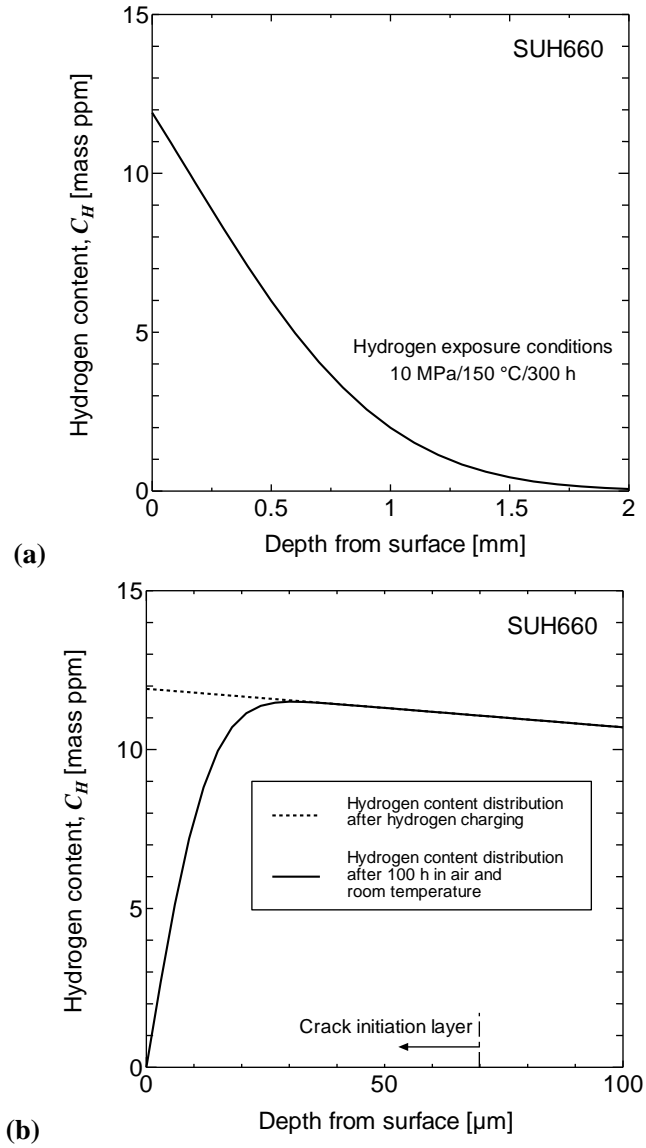 15
SUH660
10
Hydrogen content, C_H [mass ppm]
5
Hydrogen exposure conditions
10 MPa/150 °C/300 h
0
0
0.5
1
1.5
2
Depth from surface [mm]
(a)
15
SUH660
10
Hydrogen content, C_H [mass ppm]
Hydrogen content distribution
after hydrogen charging
Hydrogen content distribution
after 100 h in air and
room temperature
5
Crack initiation layer
0
0
50
100
Depth from surface [µm]
(b)